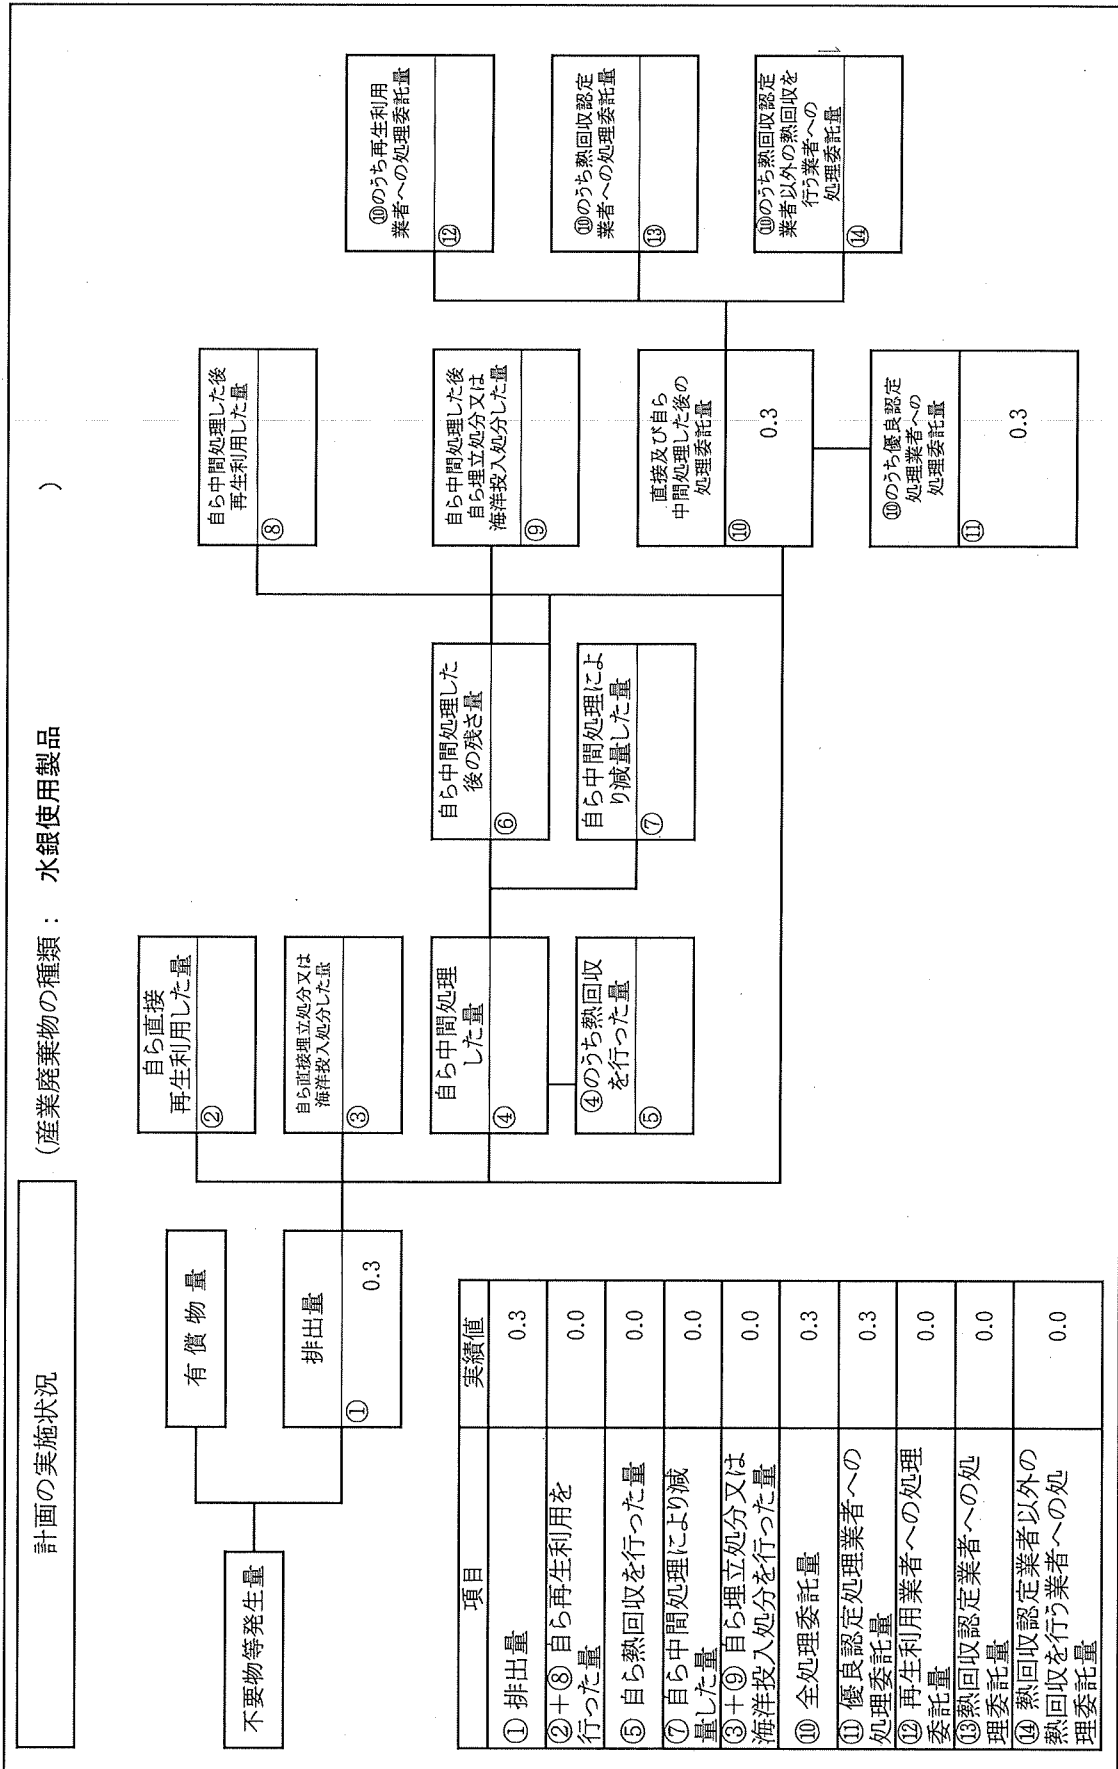 計画の実施状況
(産業廃棄物の種類： 水銀使用製品 )
不要物等発生量
有償物量
排出量
① 0.3
自ら直接
再生利用した量
②
自ら直接埋立処分又は
海洋投入処分した量
③
自ら中間処理
した量
④
④のうち熱回収
を行った量
⑤
自ら中間処理した
後の残さ量
⑥
自ら中間処理によ
り減量した量
⑦
自ら中間処理した後
再生利用した量
⑧
自ら中間処理した後
自ら埋立処分又は
海洋投入処分した量
⑨
直接及び自ら
中間処理した後の
処理委託量
⑩ 0.3
⑩のうち優良認定
処理業者への
処理委託量
⑪ 0.3
⑩のうち再生利用
業者への処理委託量
⑫
⑩のうち熱回収認定
業者への処理委託量
⑬
⑩のうち熱回収認定
業者以外の熱回収を
行う業者への
処理委託量
⑭
項目 実績値
① 排出量 0.3
②＋⑧ 自ら再生利用を
行った量 0.0
⑤ 自ら熱回収を行った量 0.0
⑦ 自ら中間処理により減
量した量 0.0
③＋⑨ 自ら埋立処分又は
海洋投入処分を行った量 0.0
⑩ 全処理委託量 0.3
⑪ 優良認定処理業者への
処理委託量 0.3
⑫ 再生利用業者への処理
委託量 0.0
⑬熱回収認定業者への処
理委託量 0.0
⑭ 熱回収認定業者以外の
熱回収を行う業者への処
理委託量 0.0